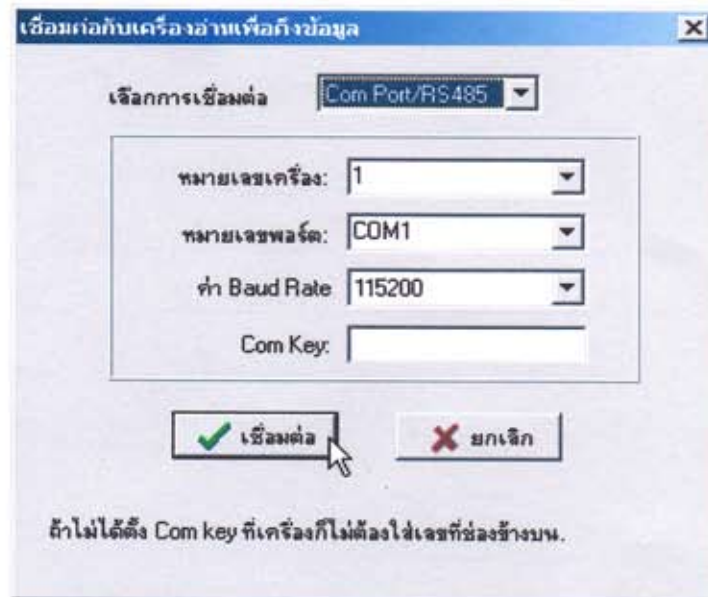 เชื่อมต่อกับเครื่องอ่านเพื่อดึงข้อมูล
เลือกการเชื่อมต่อ Com Port/RS485
หมายเลขเครื่อง: 1
หมายเลขพอร์ต: COM1
ค่า Baud Rate 115200
Com Key:
เชื่อมต่อ ยกเลิก
ถ้าไม่ได้ตั้ง Com key ที่เครื่องก็ไม่ต้องใส่เลขที่ช่องข้างบน.